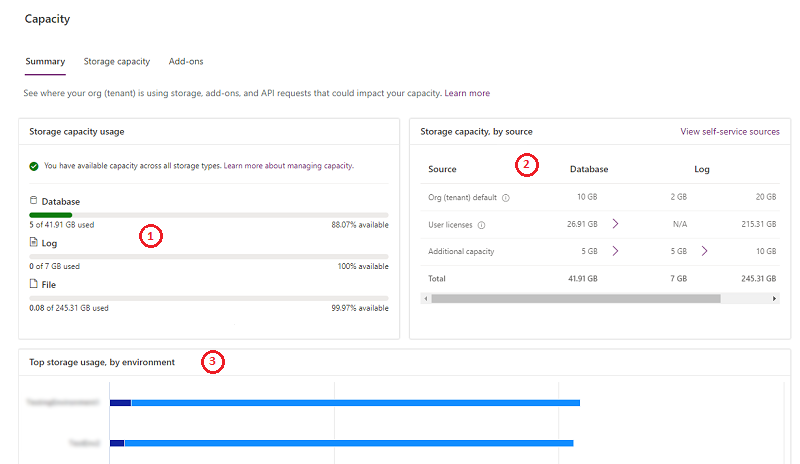 Capacity
Summary Storage capacity Add-ons
See where your org (tenant) is using storage, add-ons, and API requests that could impact your capacity. Learn more
Storage capacity usage
You have available capacity across all storage types. Learn more about managing capacity.
Database
5 of 41.91 GB used 88.07% available
1
Log
0 of 7 GB used 100% available
File
0.08 of 245.31 GB used 99.97% available
Storage capacity, by source View self-service sources
Source 2 Database Log
Org (tenant) default 10 GB 2 GB 20 GB
User licenses 26.91 GB N/A 215.31 GB
Additional capacity 5 GB 5 GB 10 GB
Total 41.91 GB 7 GB 245.31 GB
Top storage usage, by environment 3